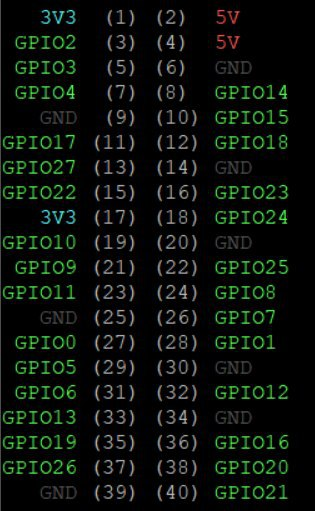 3V3 (1) (2) 5V
GPIO2 (3) (4) 5V
GPIO3 (5) (6) GND
GPIO4 (7) (8) GPIO14
GND (9) (10) GPIO15
GPIO17 (11) (12) GPIO18
GPIO27 (13) (14) GND
GPIO22 (15) (16) GPIO23
3V3 (17) (18) GPIO24
GPIO10 (19) (20) GND
GPIO9 (21) (22) GPIO25
GPIO11 (23) (24) GPIO8
GND (25) (26) GPIO7
GPIO0 (27) (28) GPIO1
GPIO5 (29) (30) GND
GPIO6 (31) (32) GPIO12
GPIO13 (33) (34) GND
GPIO19 (35) (36) GPIO16
GPIO26 (37) (38) GPIO20
GND (39) (40) GPIO21